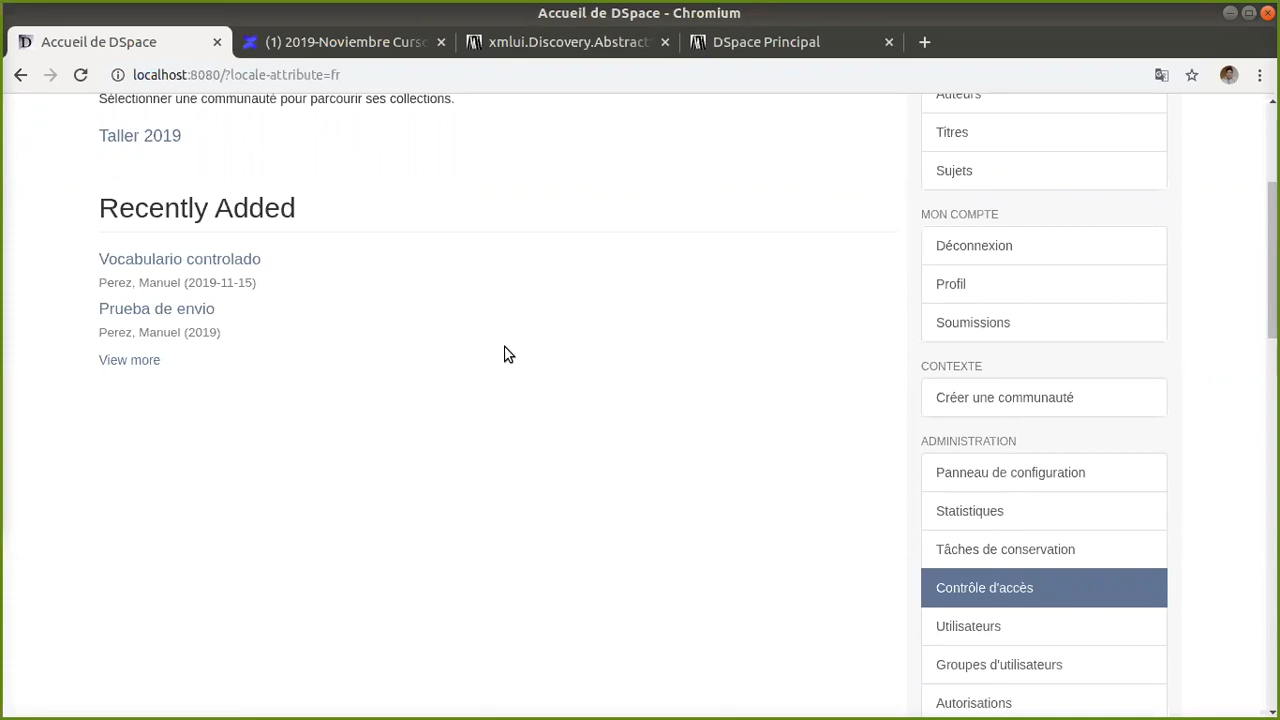 Accueil de DSpace - Chromium
Accueil de DSpace
(1) 2019-Noviembre Curs
xmlui.Discovery.Abstract
DSpace Principal
localhost:8080/?locale-attribute=fr
Sélectionner une communauté pour parcourir ses collections.
Taller 2019
Recently Added
Vocabulario controlado
Perez, Manuel (2019-11-15)
Prueba de envio
Perez, Manuel (2019)
View more
Auteurs
Titres
Sujets
MON COMPTE
Déconnexion
Profil
Soumissions
CONTEXTE
Créer une communauté
ADMINISTRATION
Panneau de configuration
Statistiques
Tâches de conservation
Contrôle d'accès
Utilisateurs
Groupes d'utilisateurs
Autorisations